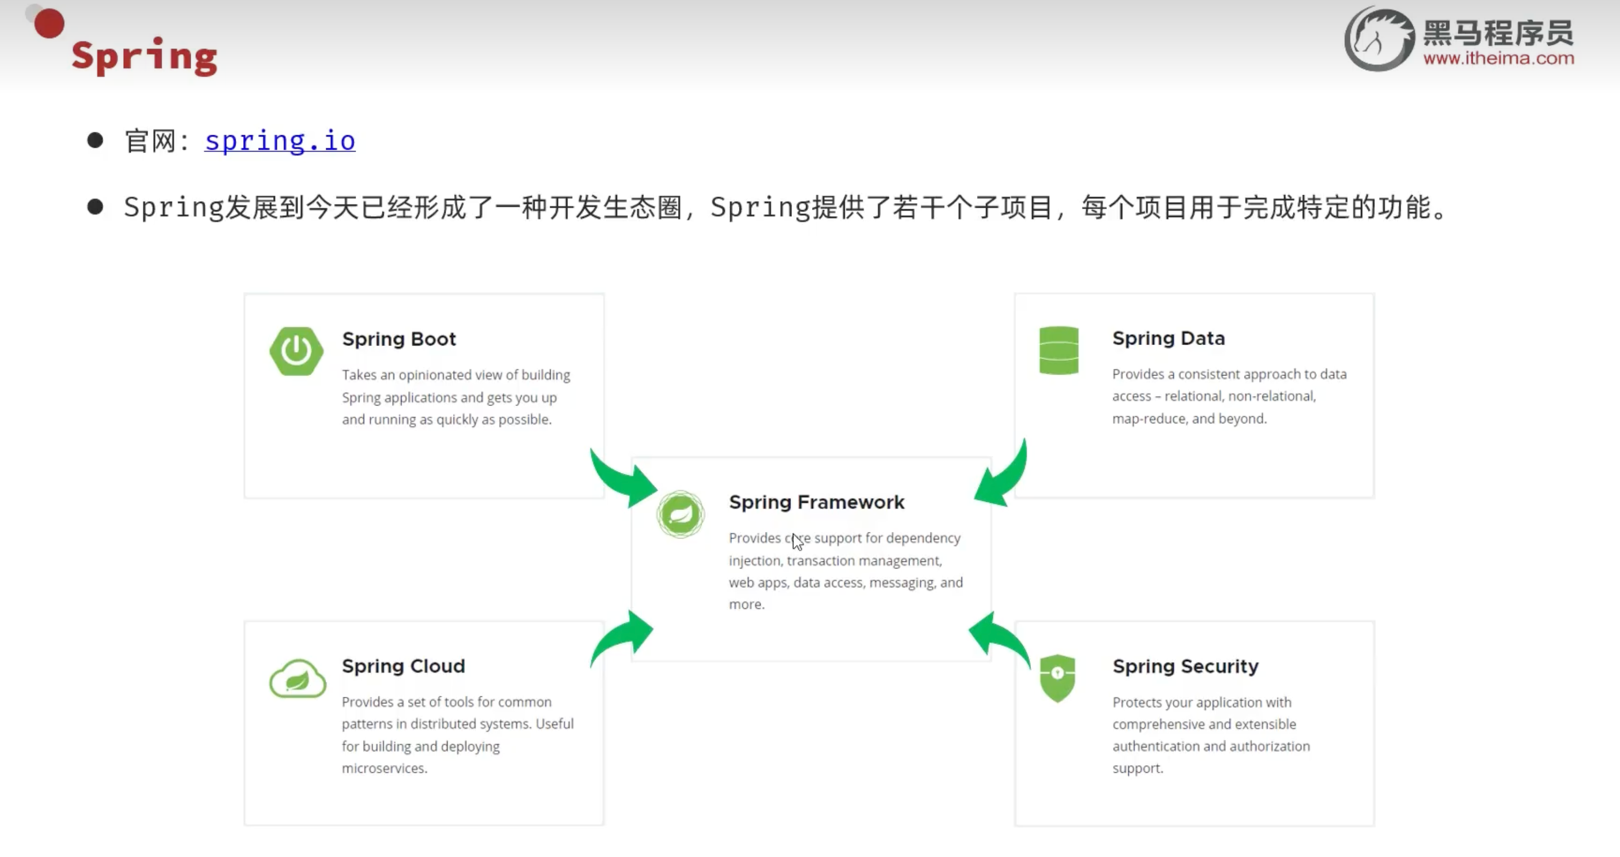 Spring
黑马程序员
www.itheima.com
官网：spring.io
Spring发展到今天已经形成了一种开发生态圈，Spring提供了若干个子项目，每个项目用于完成特定的功能。
Spring Boot
Takes an opinionated view of building
Spring applications and gets you up
and running as quickly as possible.
Spring Data
Provides a consistent approach to data
access – relational, non-relational,
map-reduce, and beyond.
Spring Framework
Provides core support for dependency
injection, transaction management,
web apps, data access, messaging, and
more.
Spring Cloud
Provides a set of tools for common
patterns in distributed systems. Useful
for building and deploying
microservices.
Spring Security
Protects your application with
comprehensive and extensible
authentication and authorization
support.